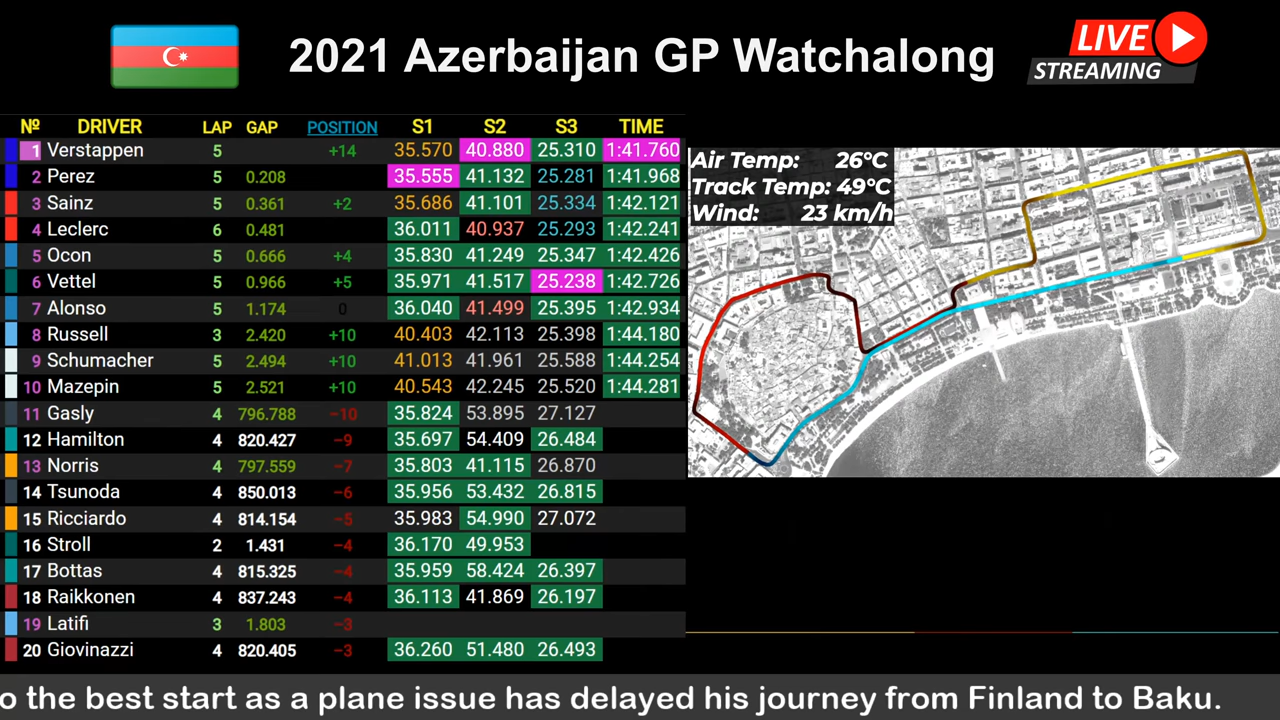 2021 Azerbaijan GP Watchalong
LIVE
STREAMING
Nº DRIVER LAP GAP POSITION S1 S2 S3 TIME
1 Verstappen 5 +14 35.570 40.880 25.310 1:41.760
2 Perez 5 0.208 35.555 41.132 25.281 1:41.968
3 Sainz 5 0.361 +2 35.686 41.101 25.334 1:42.121
4 Leclerc 6 0.481 36.011 40.937 25.293 1:42.241
5 Ocon 5 0.666 +4 35.830 41.249 25.347 1:42.426
6 Vettel 5 0.966 +5 35.971 41.517 25.238 1:42.726
7 Alonso 5 1.174 0 36.040 41.499 25.395 1:42.934
8 Russell 3 2.420 +10 40.403 42.113 25.398 1:44.180
9 Schumacher 5 2.494 +10 41.013 41.961 25.588 1:44.254
10 Mazepin 5 2.521 +10 40.543 42.245 25.520 1:44.281
11 Gasly 4 796.788 −10 35.824 53.895 27.127
12 Hamilton 4 820.427 −9 35.697 54.409 26.484
13 Norris 4 797.559 −7 35.803 41.115 26.870
14 Tsunoda 4 850.013 −6 35.956 53.432 26.815
15 Ricciardo 4 814.154 −5 35.983 54.990 27.072
16 Stroll 2 1.431 −4 36.170 49.953
17 Bottas 4 815.325 −4 35.959 58.424 26.397
18 Raikkonen 4 837.243 −4 36.113 41.869 26.197
19 Latifi 3 1.803 −3
20 Giovinazzi 4 820.405 −3 36.260 51.480 26.493
Air Temp: 26°C
Track Temp: 49°C
Wind: 23 km/h
o the best start as a plane issue has delayed his journey from Finland to Baku.